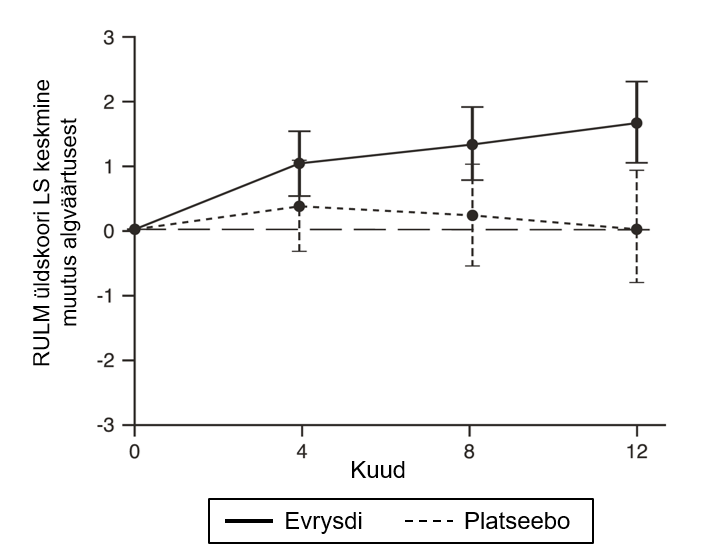 3
2
1
0
-1
-2
-3
RULM üldskoori LS keskmine
muutus algväärtusest
0 4 8 12
Kuud
Evrysdi Platseebo